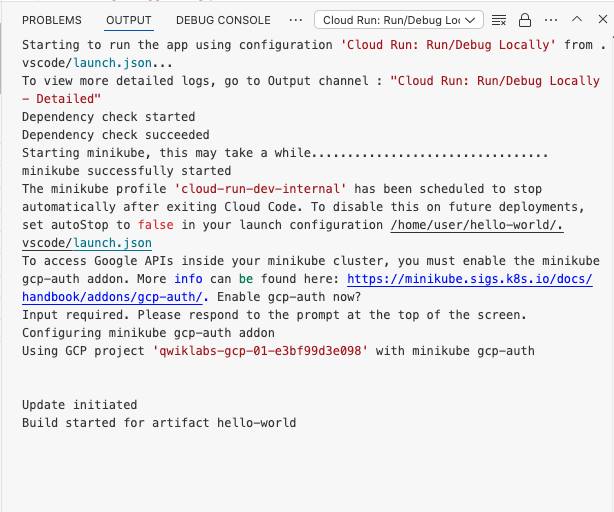 PROBLEMS OUTPUT DEBUG CONSOLE ··· Cloud Run: Run/Debug Loc ···
Starting to run the app using configuration 'Cloud Run: Run/Debug Locally' from .
vscode/launch.json...
To view more detailed logs, go to Output channel : "Cloud Run: Run/Debug Locally
- Detailed"
Dependency check started
Dependency check succeeded
Starting minikube, this may take a while.................................
minikube successfully started
The minikube profile 'cloud-run-dev-internal' has been scheduled to stop
automatically after exiting Cloud Code. To disable this on future deployments,
set autoStop to false in your launch configuration /home/user/hello-world/.
vscode/launch.json
To access Google APIs inside your minikube cluster, you must enable the minikube
gcp-auth addon. More info can be found here: https://minikube.sigs.k8s.io/docs/
handbook/addons/gcp-auth/. Enable gcp-auth now?
Input required. Please respond to the prompt at the top of the screen.
Configuring minikube gcp-auth addon
Using GCP project 'qwiklabs-gcp-01-e3bf99d3e098' with minikube gcp-auth
Update initiated
Build started for artifact hello-world